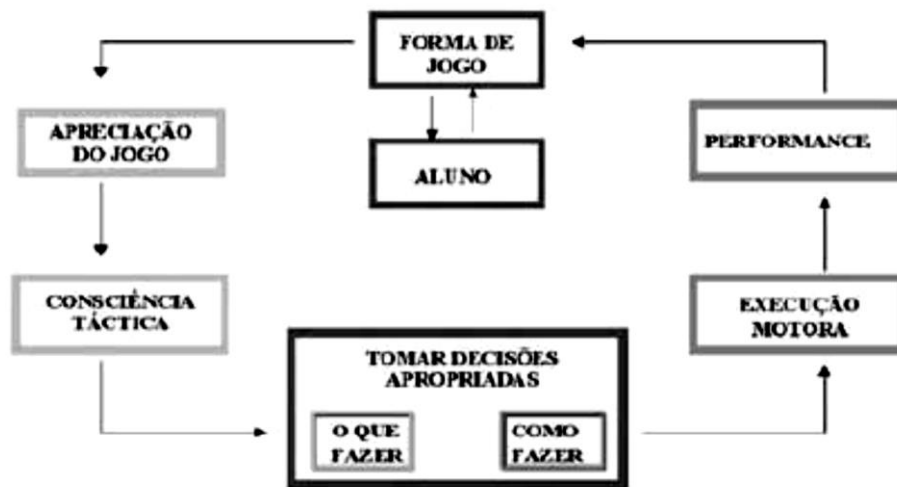 FORMA DE
JOGO
APRECIAÇÃO
DO JOGO
ALUNO
PERFORMANCE
CONSCIÊNCIA
TÁCTICA
EXECUÇÃO
MOTORA
TOMAR DECISÕES
APROPRIADAS
O QUE
FAZER
COMO
FAZER